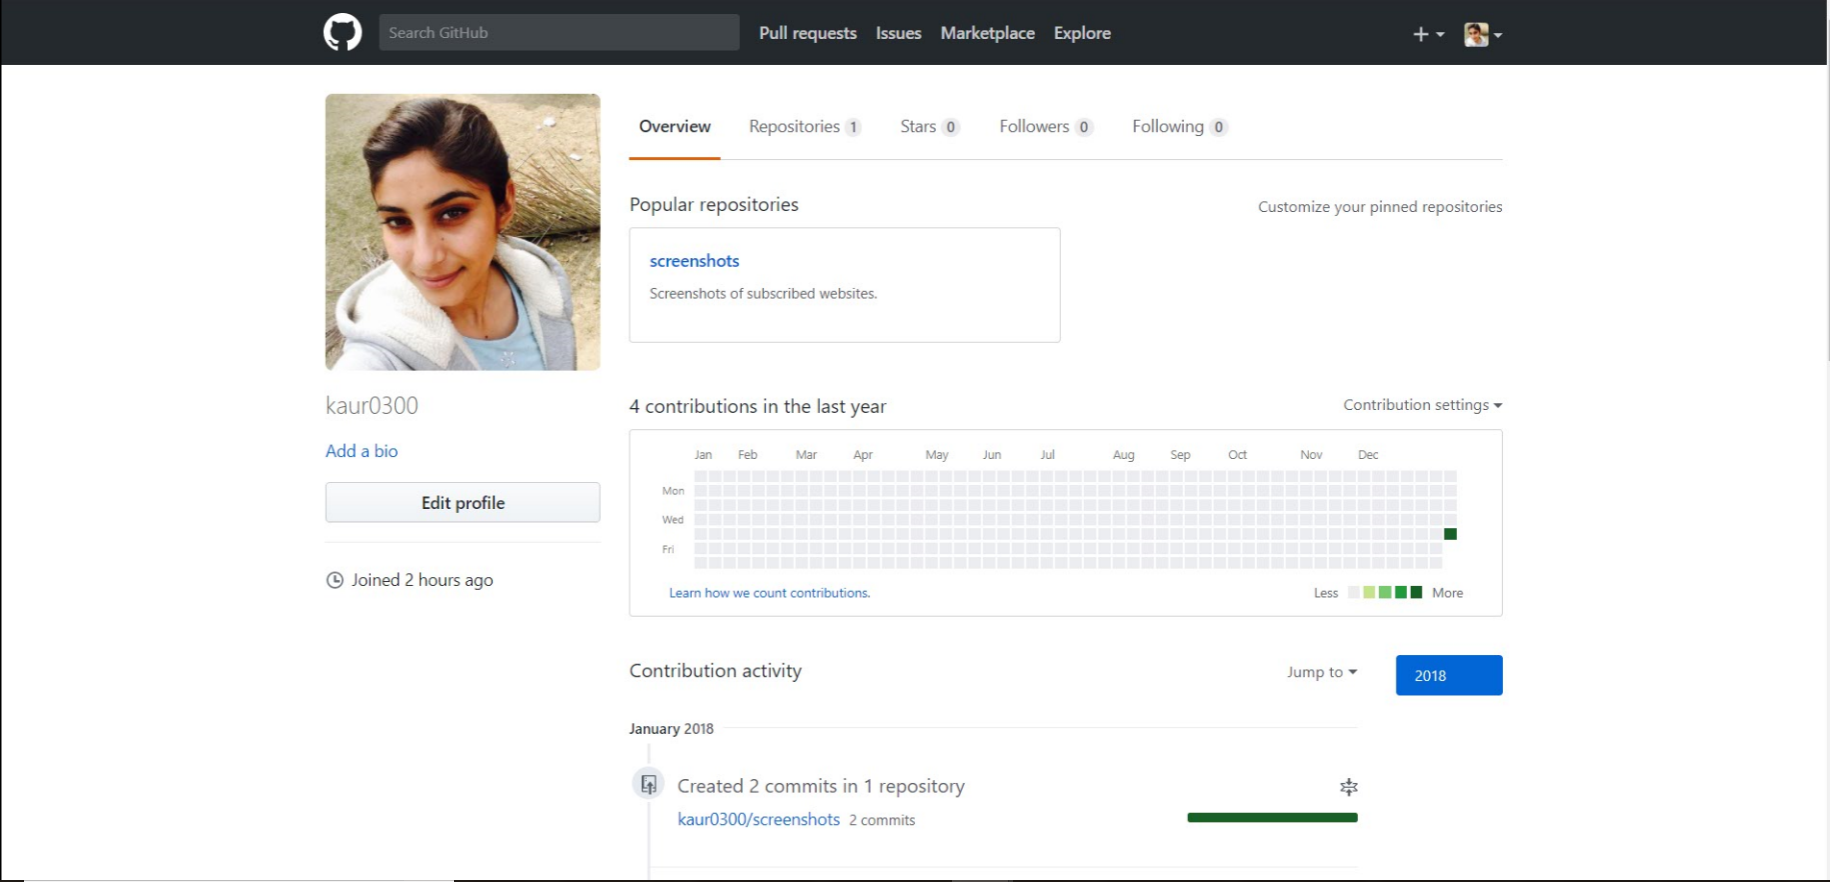 Search GitHub
Pull requests Issues Marketplace Explore
Overview Repositories 1 Stars 0 Followers 0 Following 0
Popular repositories
Customize your pinned repositories
screenshots
Screenshots of subscribed websites.
kaur0300
Add a bio
Edit profile
Joined 2 hours ago
4 contributions in the last year
Contribution settings
Jan Feb Mar Apr May Jun Jul Aug Sep Oct Nov Dec
Mon
Wed
Fri
Learn how we count contributions.
Less More
Contribution activity
Jump to
2018
January 2018
Created 2 commits in 1 repository
kaur0300/screenshots 2 commits